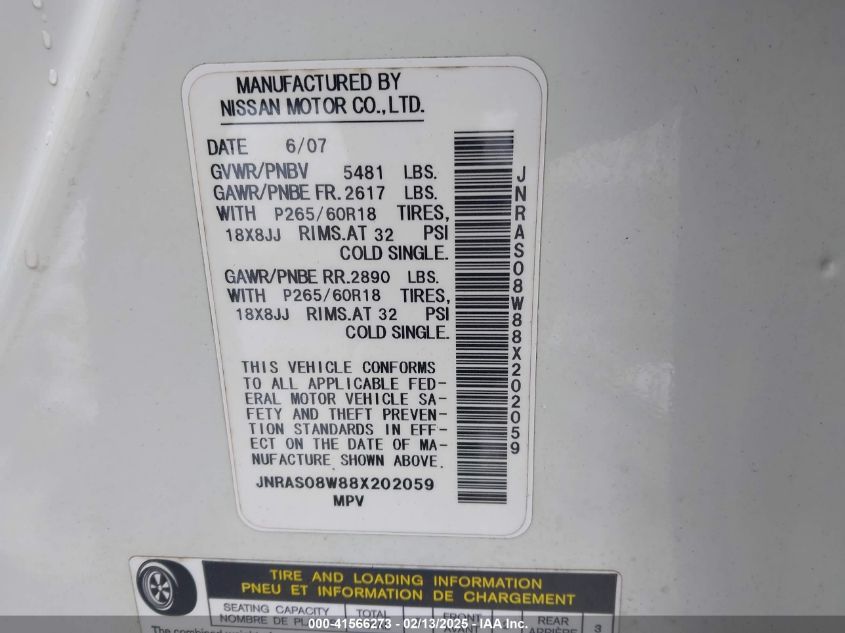 MANUFACTURED BY
NISSAN MOTOR CO.,LTD.
DATE 6/07
GVWR/PNBV 5481 LBS.
GAWR/PNBE FR. 2617 LBS.
WITH P265/60R18 TIRES,
18X8JJ RIMS.AT 32 PSI
COLD SINGLE.
GAWR/PNBE RR. 2890 LBS.
WITH P265/60R18 TIRES,
18X8JJ RIMS.AT 32 PSI
COLD SINGLE.
THIS VEHICLE CONFORMS
TO ALL APPLICABLE FED-
ERAL MOTOR VEHICLE SA-
FETY AND THEFT PREVEN-
TION STANDARDS IN EFF-
ECT ON THE DATE OF MA-
NUFACTURE SHOWN ABOVE.
JNRAS08W88X202059
MPV
JNRAS08W88X202059
TIRE AND LOADING INFORMATION
PNEU ET INFORMATION DE CHARGEMENT
SEATING CAPACITY TOTAL FRONT REAR 3
NOMBRE DE AVANT ARRIÈRE
The combined
000-41566273 - 02/13/2025 - IAA Inc.